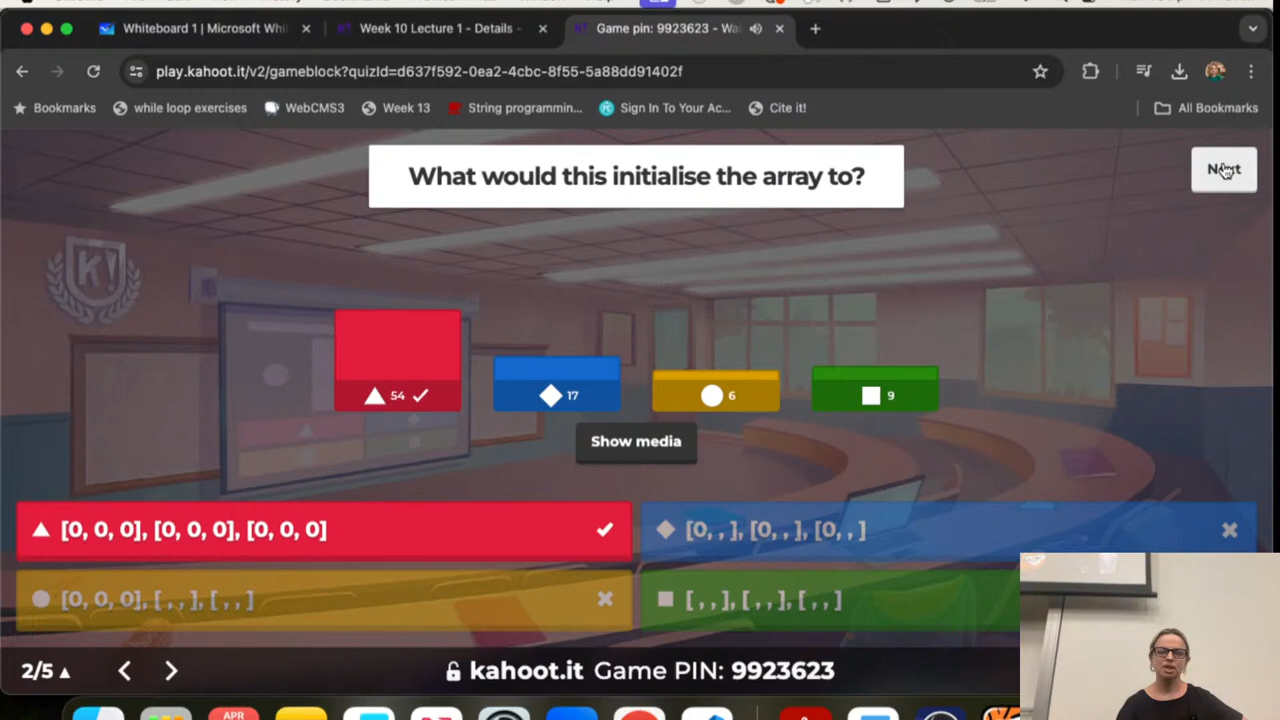 Whiteboard 1 | Microsoft Whi
Week 10 Lecture 1 - Details -
Game pin: 9923623 - Wai
play.kahoot.it/v2/gameblock?quizId=d637f592-0ea2-4cbc-8f55-5a88dd91402f
Bookmarks
while loop exercises
WebCMS3
Week 13
String programmin...
Sign In To Your Ac...
Cite it!
All Bookmarks
What would this initialise the array to?
Next
K!
54
17
6
9
Show media
[0, 0, 0], [0, 0, 0], [0, 0, 0]
[0, , ], [0, , ], [0, , ]
[0, 0, 0], [ , , ], [ , , ]
[ , , ], [ , , ], [ , , ]
2/5
kahoot.it Game PIN: 9923623
APR